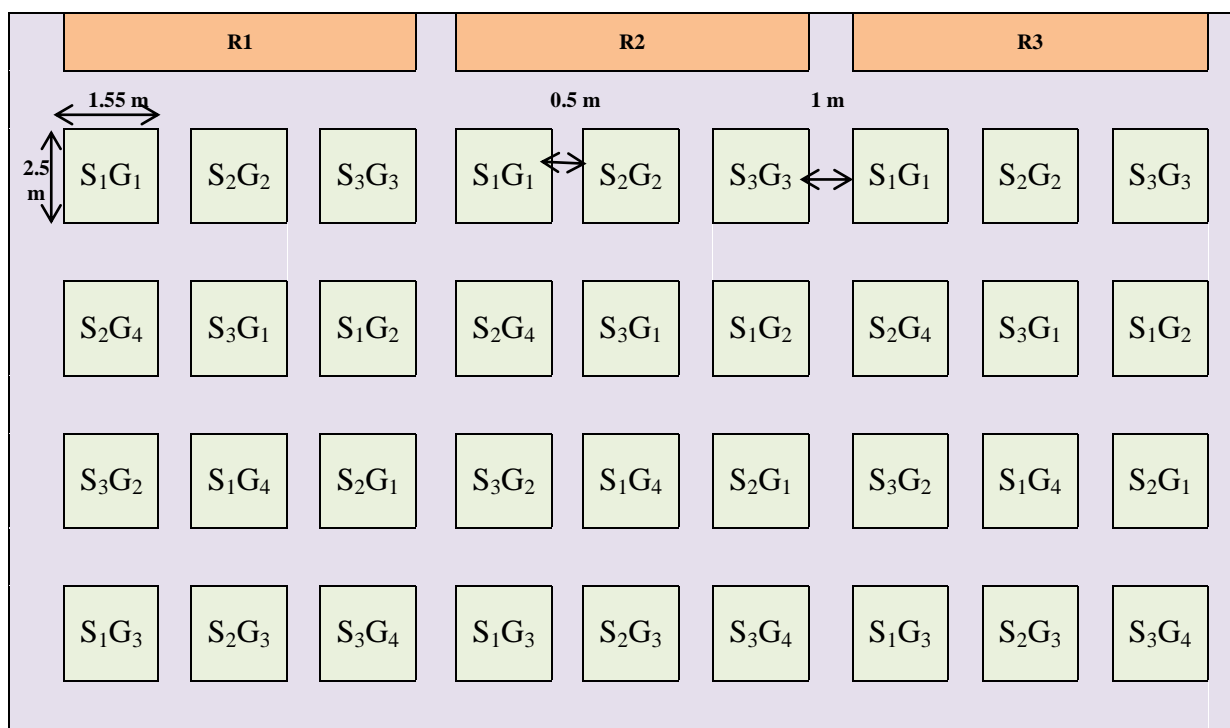 R1 R2 R3
1.55 m 0.5 m 1 m
2.5
m
S₁G₁ S₂G₂ S₃G₃ S₁G₁ S₂G₂ S₃G₃ S₁G₁ S₂G₂ S₃G₃
S₂G₄ S₃G₁ S₁G₂ S₂G₄ S₃G₁ S₁G₂ S₂G₄ S₃G₁ S₁G₂
S₃G₂ S₁G₄ S₂G₁ S₃G₂ S₁G₄ S₂G₁ S₃G₂ S₁G₄ S₂G₁
S₁G₃ S₂G₃ S₃G₄ S₁G₃ S₂G₃ S₃G₄ S₁G₃ S₂G₃ S₃G₄